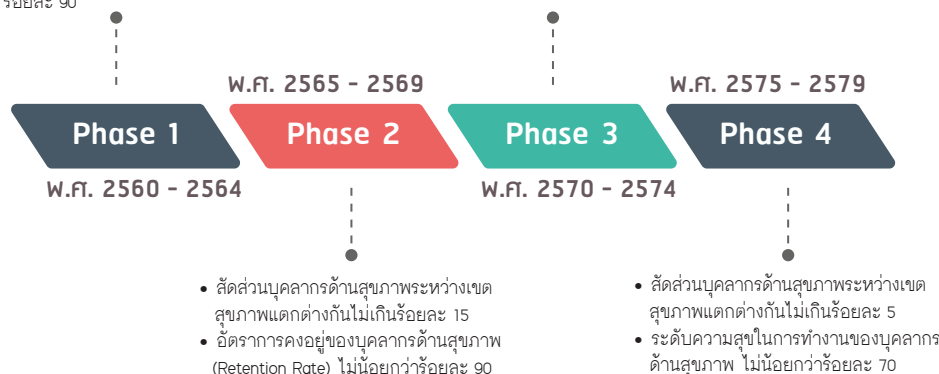 ร้อยละ 90
พ.ศ. 2565 - 2569
พ.ศ. 2575 - 2579
Phase 1
Phase 2
Phase 3
Phase 4
พ.ศ. 2560 - 2564
พ.ศ. 2570 - 2574
• สัดส่วนบุคลากรด้านสุขภาพระหว่างเขต
สุขภาพแตกต่างกันไม่เกินร้อยละ 15
• อัตราการคงอยู่ของบุคลากรด้านสุขภาพ
(Retention Rate) ไม่น้อยกว่าร้อยละ 90
• สัดส่วนบุคลากรด้านสุขภาพระหว่างเขต
สุขภาพแตกต่างกันไม่เกินร้อยละ 5
• ระดับความสุขในการทำงานของบุคลากร
ด้านสุขภาพ ไม่น้อยกว่าร้อยละ 70